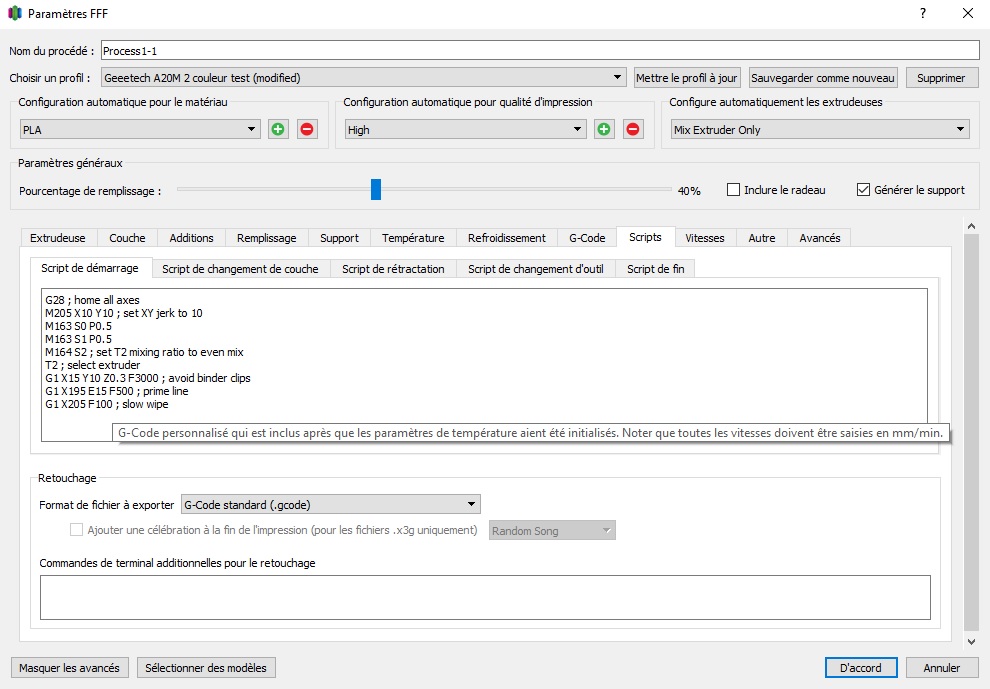 Paramètres FFF
Nom du procédé : Process1-1
Choisir un profil : Geeetech A20M 2 couleur test (modified) Mettre le profil à jour Sauvegarder comme nouveau Supprimer
Configuration automatique pour le matériau Configuration automatique pour qualité d'impression Configure automatiquement les extrudeuses
PLA High Mix Extruder Only
Paramètres généraux
Pourcentage de remplissage : 40% Inclure le radeau Générer le support
Extrudeuse Couche Additions Remplissage Support Température Refroidissement G-Code Scripts Vitesses Autre Avancés
Script de démarrage Script de changement de couche Script de rétractation Script de changement d'outil Script de fin
G28 ; home all axes
M205 X10 Y10 ; set XY jerk to 10
M163 S0 P0.5
M163 S1 P0.5
M164 S2 ; set T2 mixing ratio to even mix
T2 ; select extruder
G1 X15 Y10 Z0.3 F3000 ; avoid binder clips
G1 X195 E15 F500 ; prime line
G1 X205 F100 ; slow wipe
G-Code personnalisé qui est inclus après que les paramètres de température aient été initialisés. Noter que toutes les vitesses doivent être saisies en mm/min.
Retouchage
Format de fichier à exporter G-Code standard (.gcode)
Ajouter une célébration à la fin de l'impression (pour les fichiers .x3g uniquement) Random Song
Commandes de terminal additionnelles pour le retouchage
Masquer les avancés Sélectionner des modèles D'accord Annuler